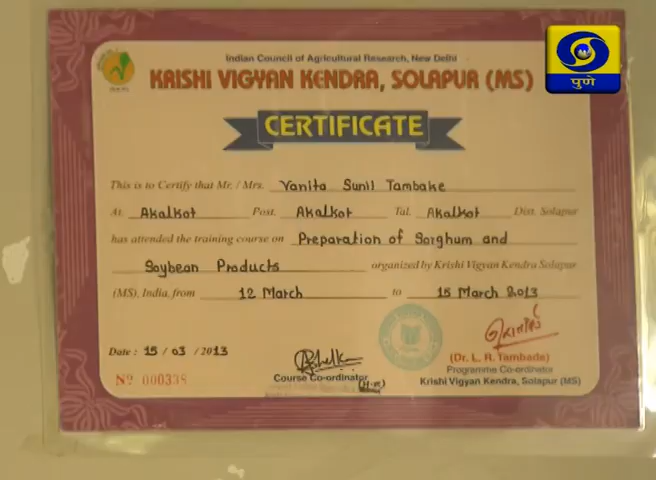 Indian Council of Agricultural Research, New Delhi
KRISHI VIGYAN KENDRA, SOLAPUR (MS)
पुणे
CERTIFICATE
This is to Certify that Mr. / Mrs. Vanita Sunil Tambake
At. Akalkot Post. Akalkot Tal. Akalkot Dist. Solapur
has attended the training course on Preparation of Sorghum and
Soybean Products organized by Krishi Vigyan Kendra Solapur
(MS), India, from 12 March to 15 March 2013
Date : 15 / 03 / 2013
(Dr. L. R. Tambade)
Programme Co-ordinator
Krishi Vigyan Kendra, Solapur (MS)
Course Co-ordinator
Nº 000338